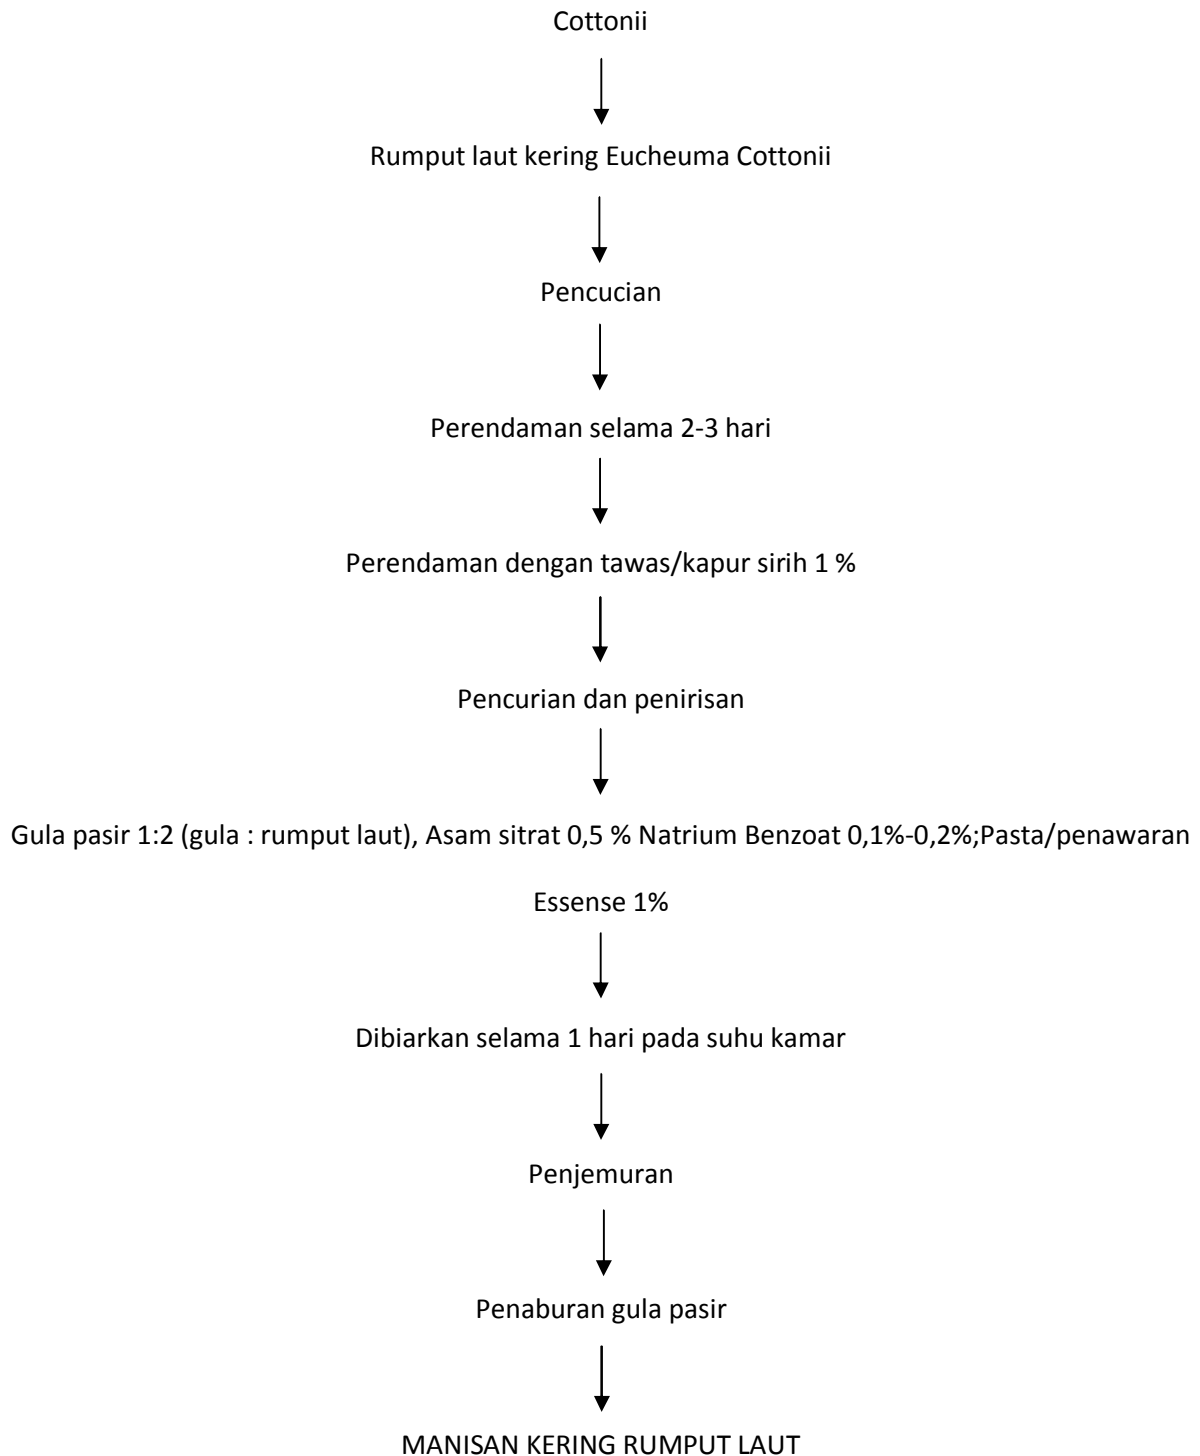 Cottonii
Rumput laut kering Eucheuma Cottonii
Pencucian
Perendaman selama 2-3 hari
Perendaman dengan tawas/kapur sirih 1 %
Pencurian dan penirisan
Gula pasir 1:2 (gula : rumput laut), Asam sitrat 0,5 % Natrium Benzoat 0,1%-0,2%;Pasta/penawaran
Essense 1%
Dibiarkan selama 1 hari pada suhu kamar
Penjemuran
Penaburan gula pasir
MANISAN KERING RUMPUT LAUT